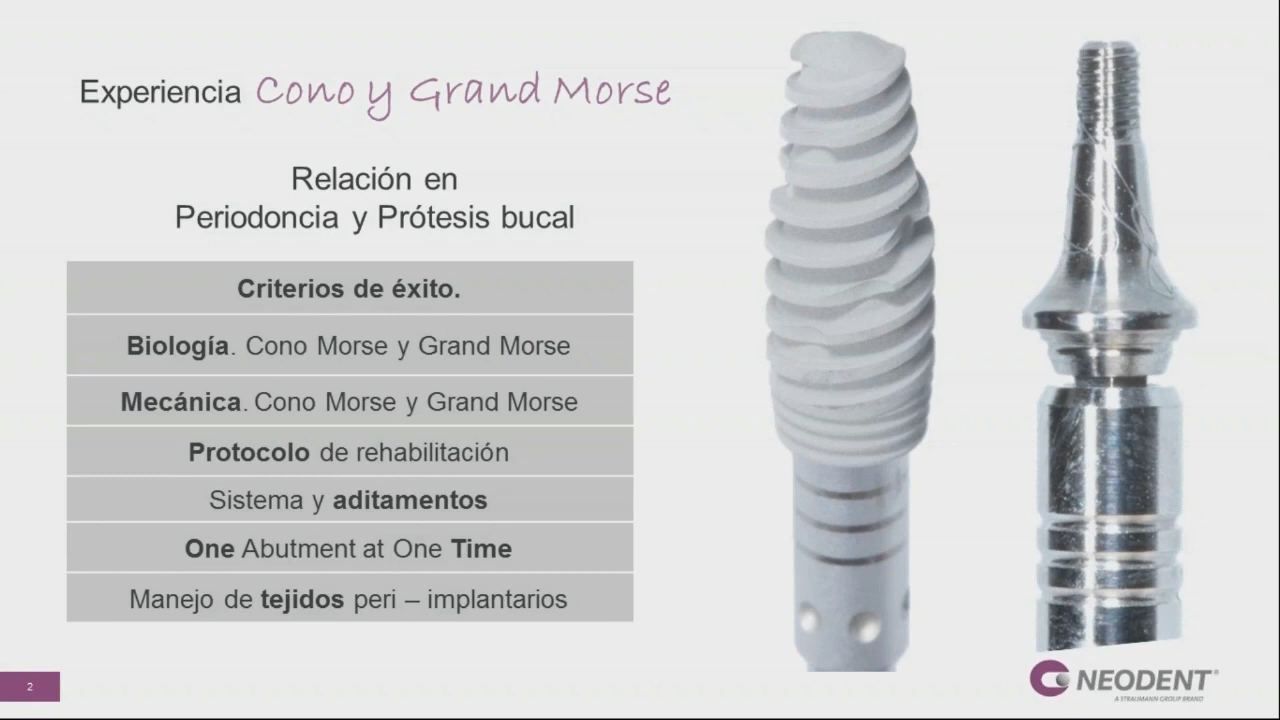 Experiencia Cono y Grand Morse
Relación en
Periodoncia y Prótesis bucal
Criterios de éxito.
Biología. Cono Morse y Grand Morse
Mecánica. Cono Morse y Grand Morse
Protocolo de rehabilitación
Sistema y aditamentos
One Abutment at One Time
Manejo de tejidos peri – implantarios
2
NEODENT®
A STRAUMANN GROUP BRAND